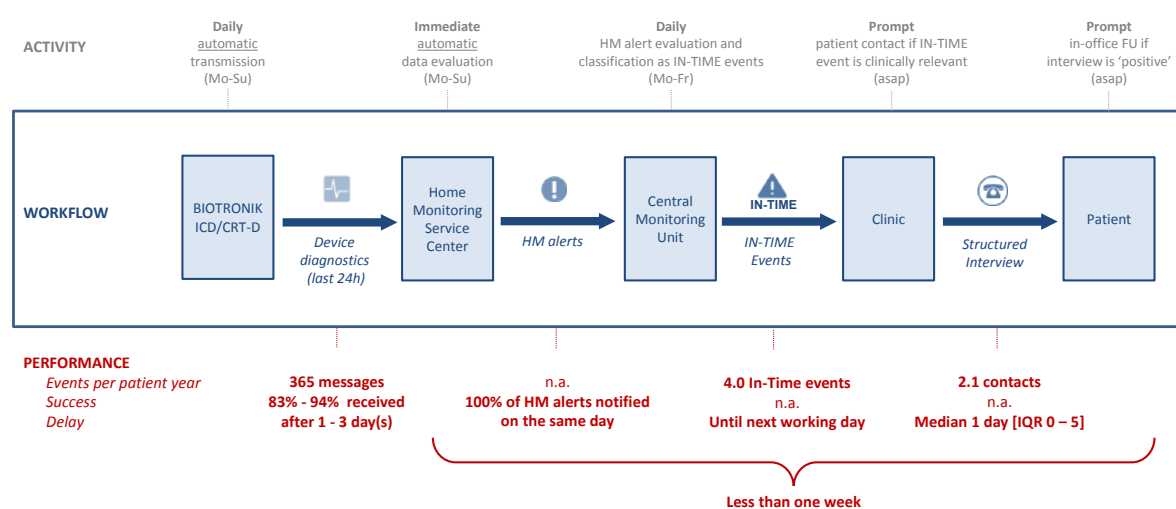 ACTIVITY
Daily
automatic
transmission
(Mo-Su)
Immediate
automatic
data evaluation
(Mo-Su)
Daily
HM alert evaluation and
classification as IN-TIME events
(Mo-Fr)
Prompt
patient contact if IN-TIME
event is clinically relevant
(asap)
Prompt
in-office FU if
interview is ‘positive’
(asap)
WORKFLOW
BIOTRONIK
ICD/CRT-D
Device
diagnostics
(last 24h)
Home
Monitoring
Service
Center
HM alerts
Central
Monitoring
Unit
IN-TIME
IN-TIME
Events
Clinic
Structured
Interview
Patient
PERFORMANCE
Events per patient year
Success
Delay
365 messages
83% - 94% received
after 1 - 3 day(s)
n.a.
100% of HM alerts notified
on the same day
4.0 In-Time events
n.a.
Until next working day
2.1 contacts
n.a.
Median 1 day [IQR 0 – 5]
Less than one week